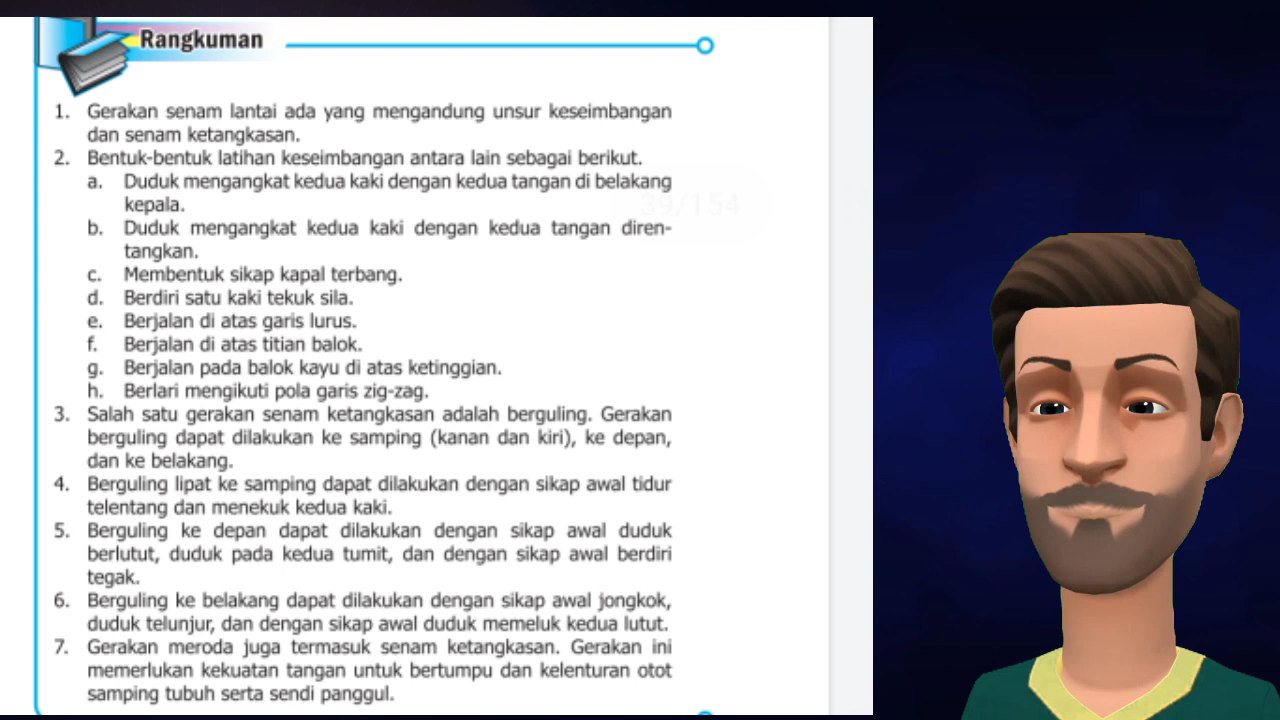 Rangkuman
1. Gerakan senam lantai ada yang mengandung unsur keseimbangan
dan senam ketangkasan.
2. Bentuk-bentuk latihan keseimbangan antara lain sebagai berikut.
a. Duduk mengangkat kedua kaki dengan kedua tangan di belakang
kepala.
39/154
b. Duduk mengangkat kedua kaki dengan kedua tangan diren-
tangkan.
c. Membentuk sikap kapal terbang.
d. Berdiri satu kaki tekuk sila.
e. Berjalan di atas garis lurus.
f. Berjalan di atas titian balok.
g. Berjalan pada balok kayu di atas ketinggian.
h. Berlari mengikuti pola garis zig-zag.
3. Salah satu gerakan senam ketangkasan adalah berguling. Gerakan
berguling dapat dilakukan ke samping (kanan dan kiri), ke depan,
dan ke belakang.
4. Berguling lipat ke samping dapat dilakukan dengan sikap awal tidur
telentang dan menekuk kedua kaki.
5. Berguling ke depan dapat dilakukan dengan sikap awal duduk
berlutut, duduk pada kedua tumit, dan dengan sikap awal berdiri
tegak.
6. Berguling ke belakang dapat dilakukan dengan sikap awal jongkok,
duduk telunjur, dan dengan sikap awal duduk memeluk kedua lutut.
7. Gerakan meroda juga termasuk senam ketangkasan. Gerakan ini
memerlukan kekuatan tangan untuk bertumpu dan kelenturan otot
samping tubuh serta sendi panggul.